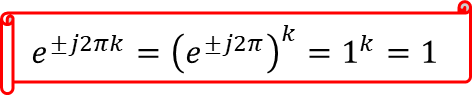 e^{±j2πk} = (e^{±j2π})^k = 1^k = 1